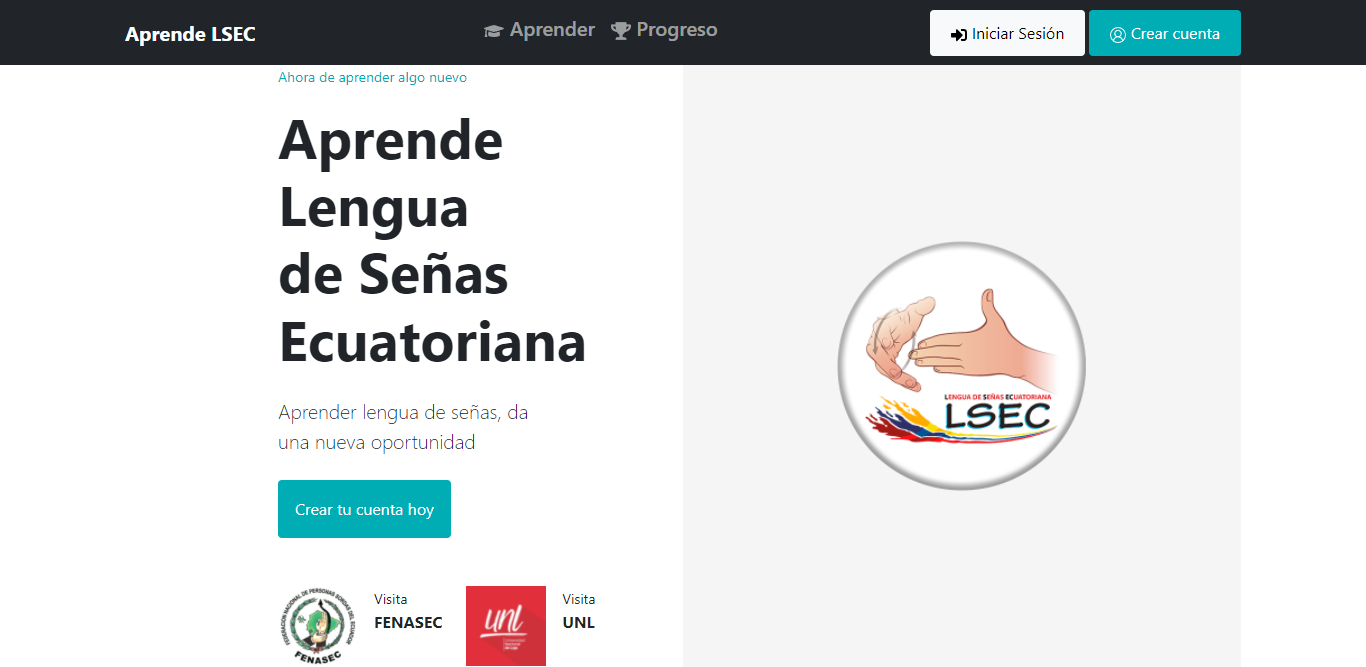 Aprende LSEC
Aprender
Progreso
Iniciar Sesión
Crear cuenta
Ahora de aprender algo nuevo
Aprende
Lengua
de Señas
Ecuatoriana
Aprender lengua de señas, da
una nueva oportunidad
Crear tu cuenta hoy
FEDERACION NACIONAL DE PERSONAS SORDAS DEL ECUADOR
FENASEC
Visita
FENASEC
unl
Visita
UNL
LENGUA DE SEÑAS ECUATORIANA
LSEC